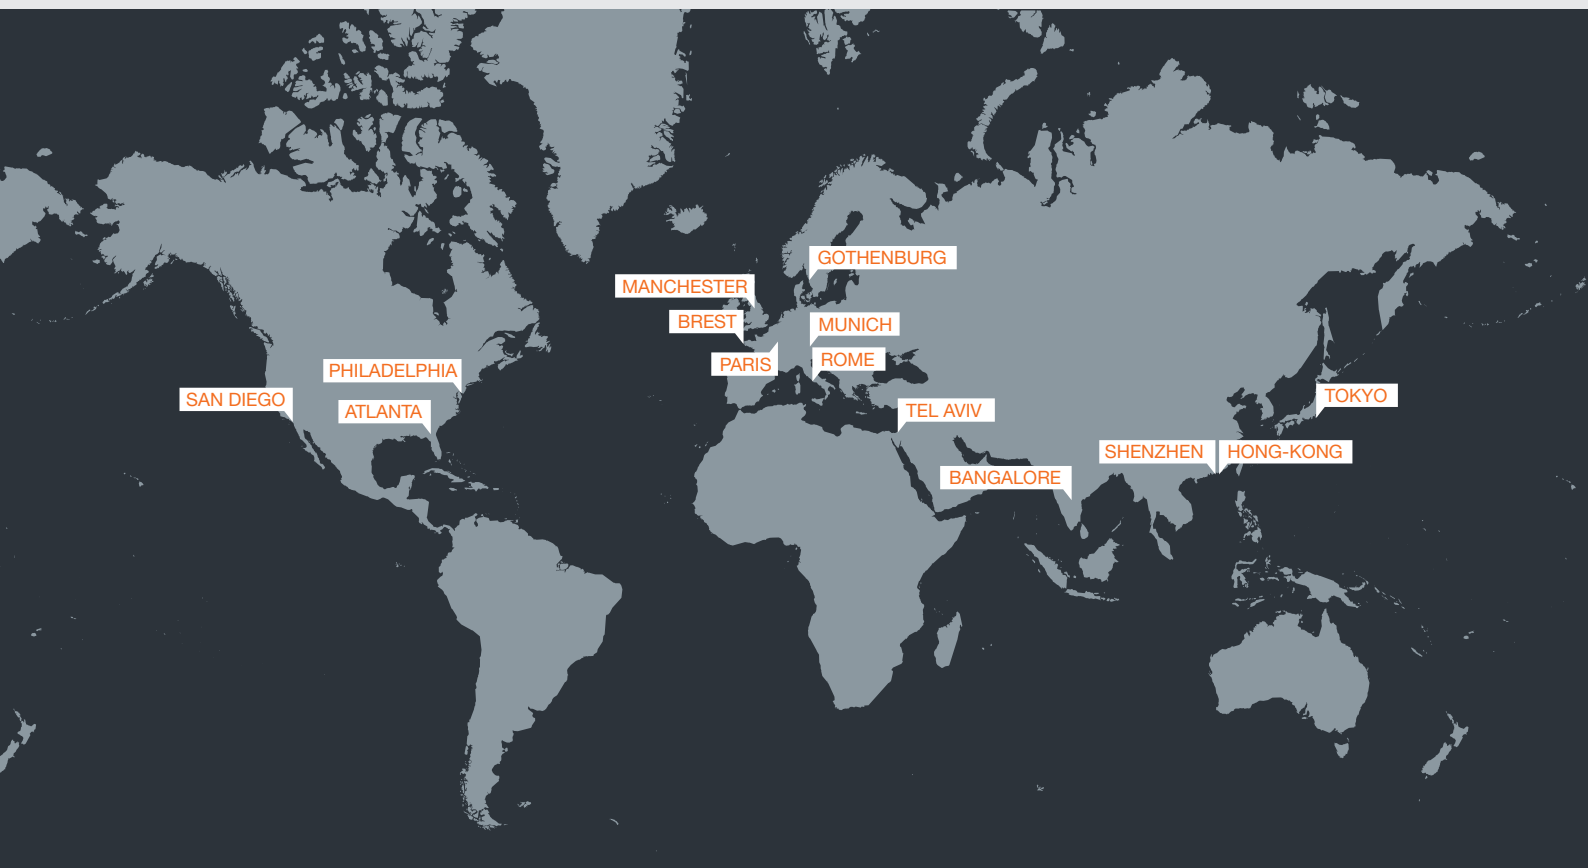 GOTHENBURG
MANCHESTER
BREST
MUNICH
PARIS
ROME
PHILADELPHIA
SAN DIEGO
ATLANTA
TEL AVIV
TOKYO
SHENZHEN
HONG-KONG
BANGALORE